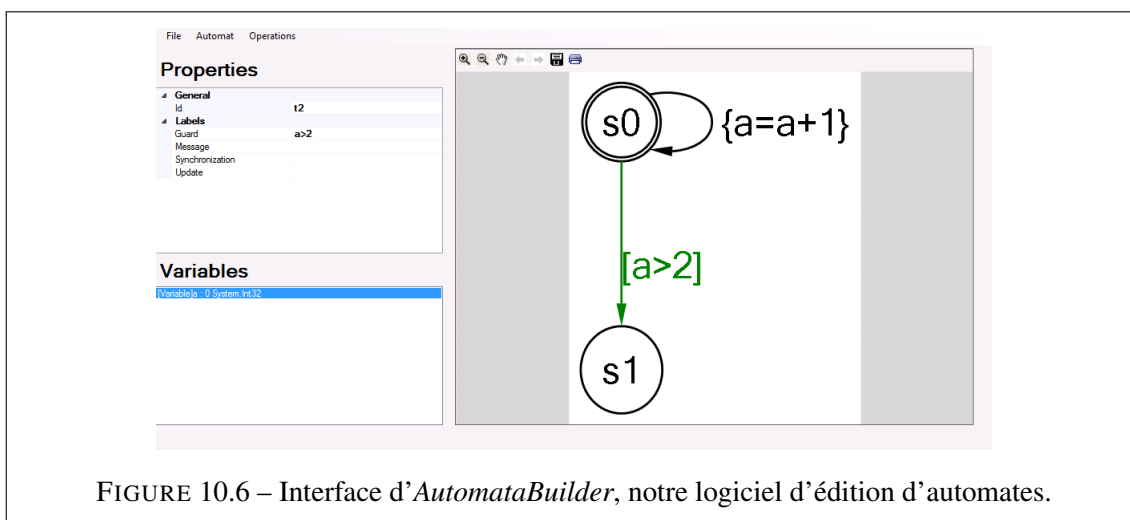 File Automat Operations
Properties
General
Id t2
Labels
Guard a>2
Message
Synchronization
Update
Variables
[Variable]a : 0 System.Int32
s0 {a=a+1}
[a>2]
s1
FIGURE 10.6 – Interface d'AutomataBuilder, notre logiciel d'édition d'automates.